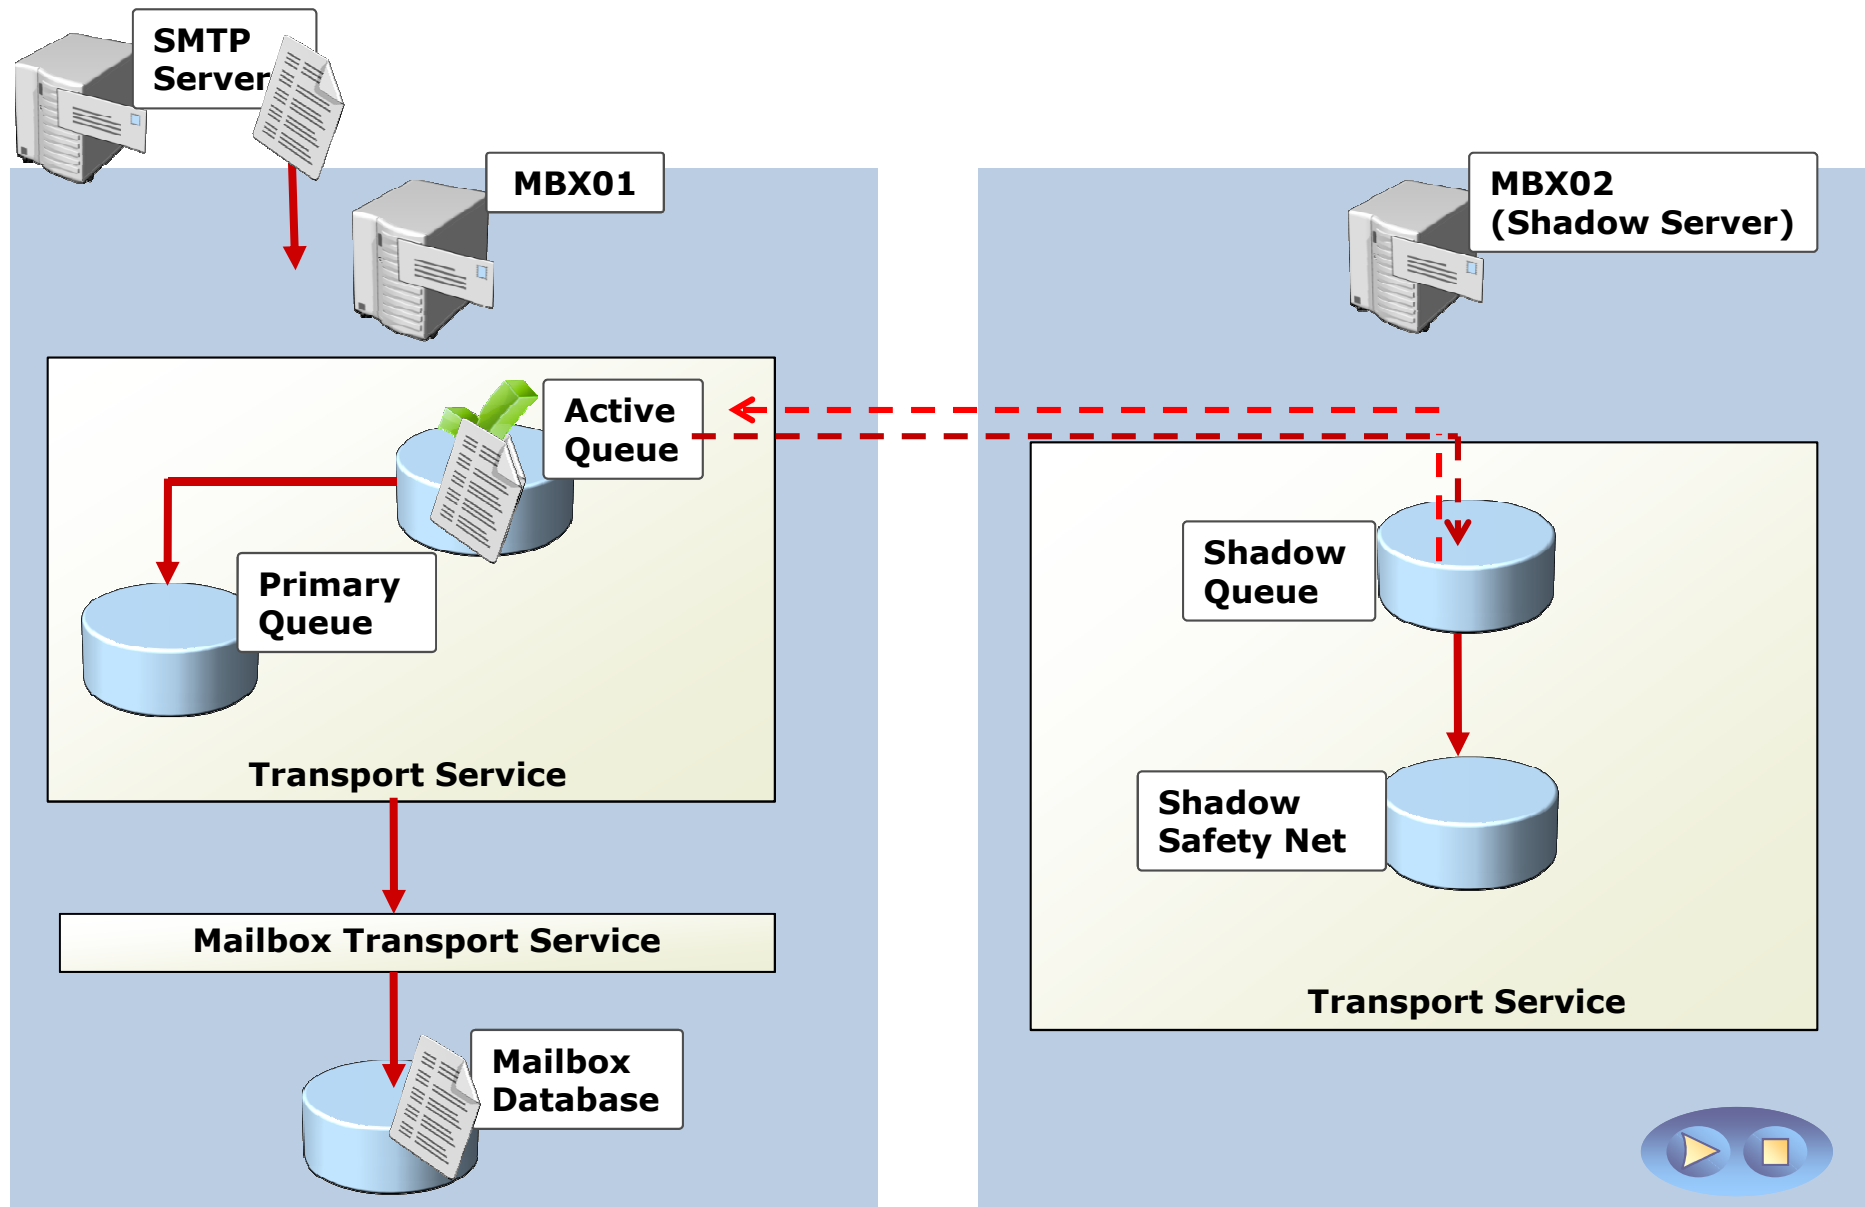 SMTP
Server
MBX01
MBX02
(Shadow Server)
Active
Queue
Primary
Queue
Transport Service
Mailbox Transport Service
Mailbox
Database
Shadow
Queue
Shadow
Safety Net
Transport Service